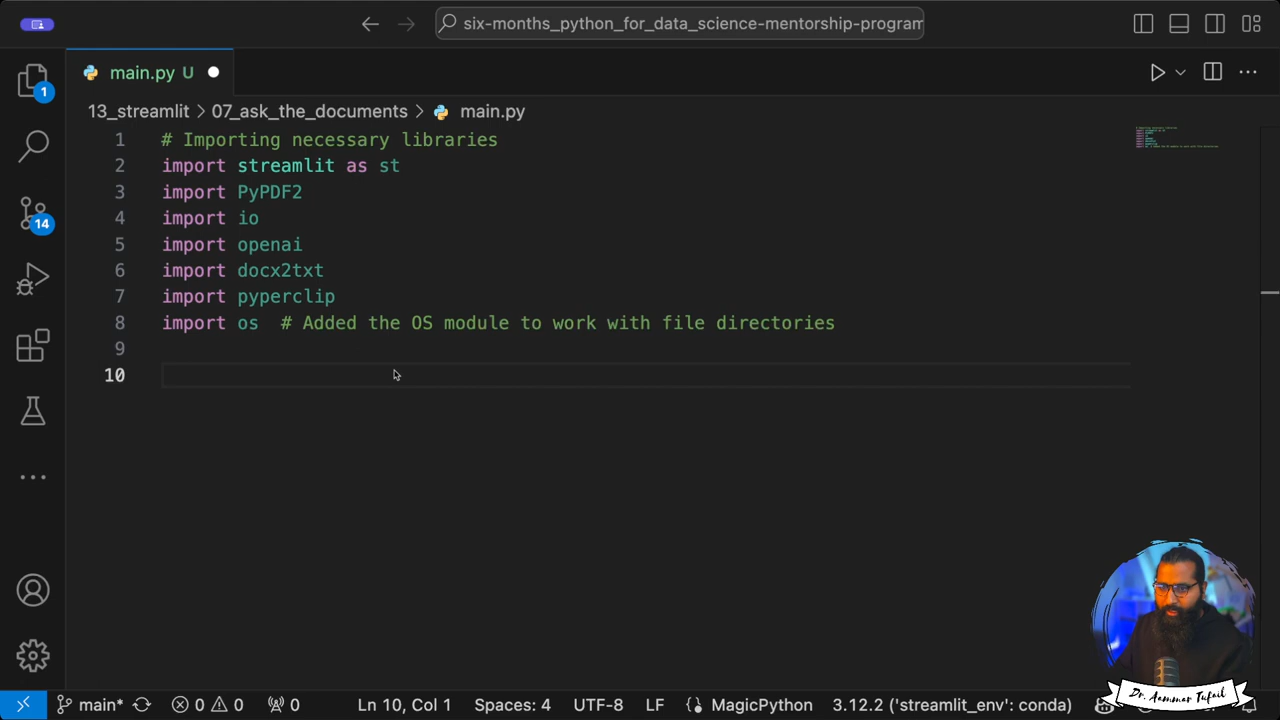 six-months_python_for_data_science-mentorship-program
main.py U
13_streamlit > 07_ask_the_documents > main.py
1
1 # Importing necessary libraries
2 import streamlit as st
3 import PyPDF2
4 import io
14
5 import openai
6 import docx2txt
7 import pyperclip
8 import os # Added the OS module to work with file directories
9
10
Dr. Aammar Tufail
main* 0 0 0 Ln 10, Col 1 Spaces: 4 UTF-8 LF MagicPython 3.12.2 ('streamlit_env': conda)